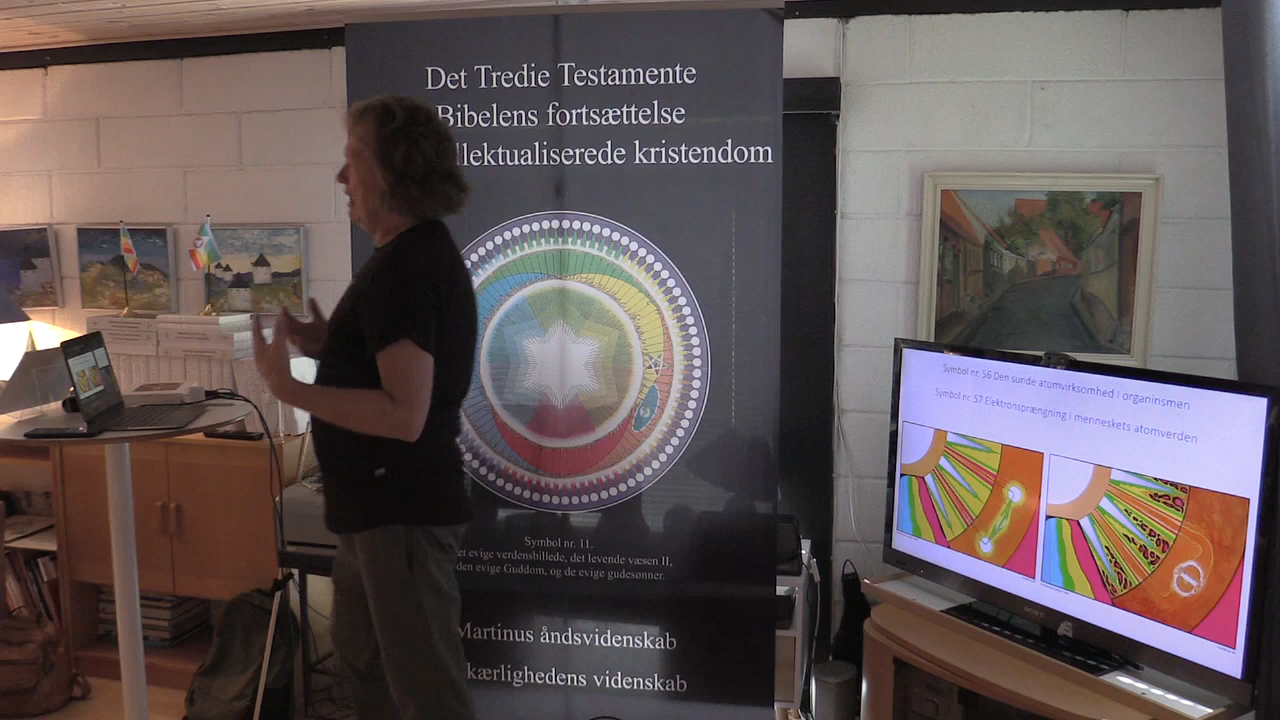 Det Tredie Testamente
Bibelens fortsættelse
llektualiserede kristendom
Symbol nr. 11.
et evige verdensbillede, det levende væsen II,
den evige Guddom, og de evige gudesønner.
Martinus åndsvidenskab
kærlighedens videnskab
Symbol nr. 56 Den sunde atomvirksomhed i organinsmen
Symbol nr. 57 Elektronsprængning i menneskets atomverden
SONY